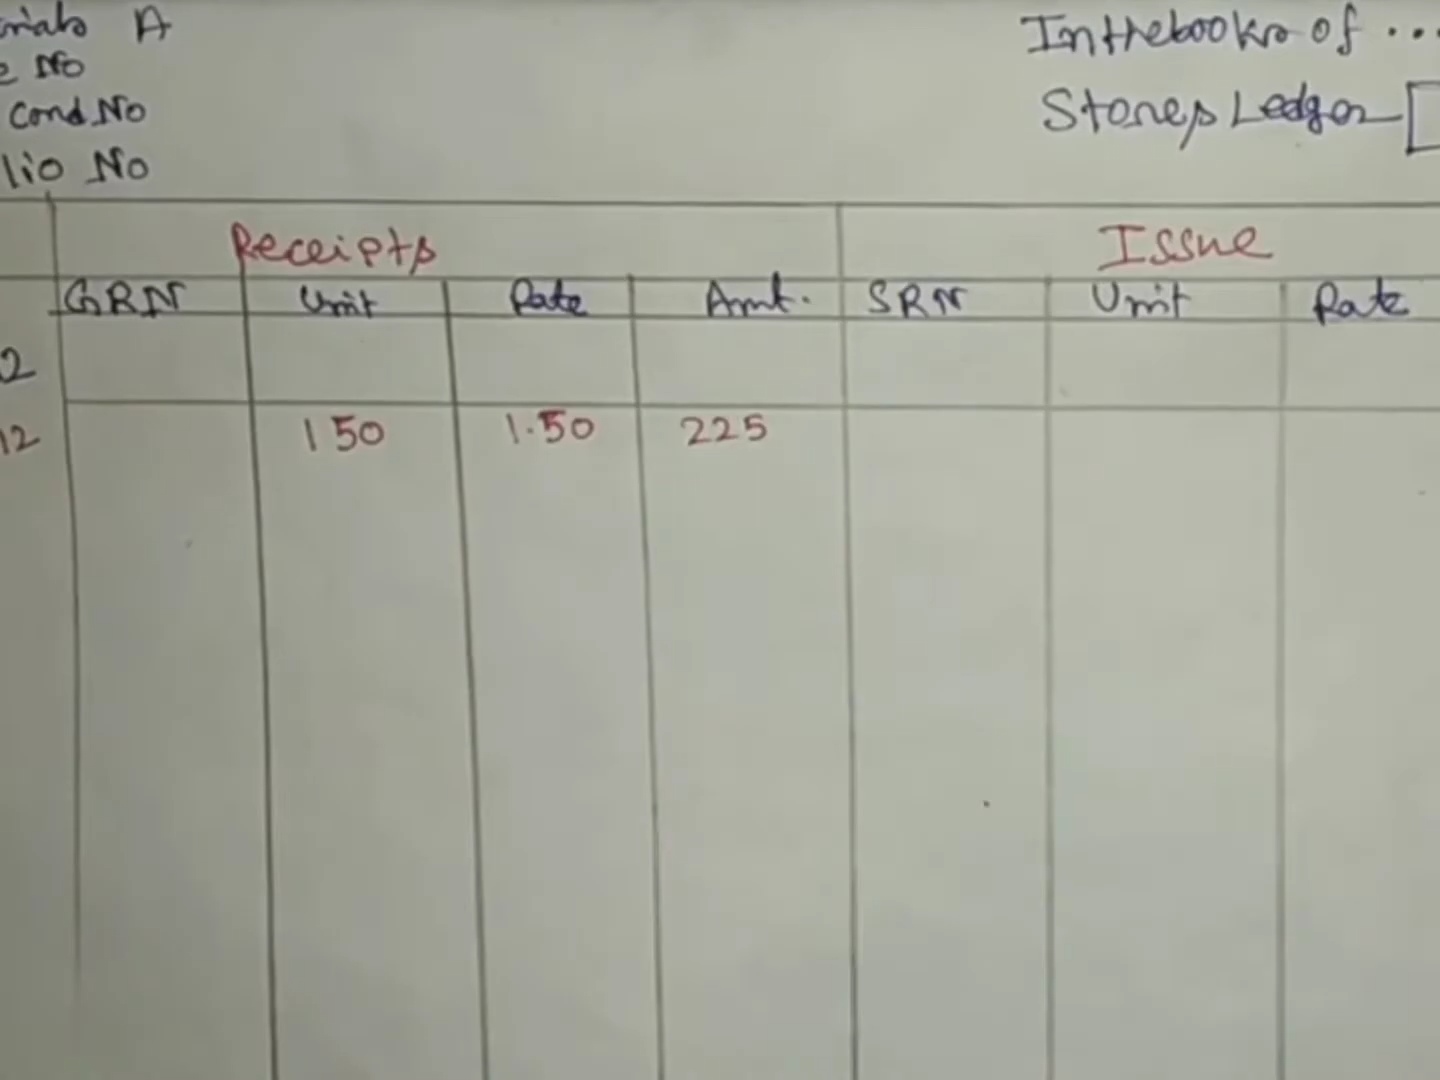 A
In the books of ...
No
Cond No
Stores Ledger
lio No
Receipts Issue
GRN Unit Rate Amt. SRN Unit Rate
2
12 150 1.50 225